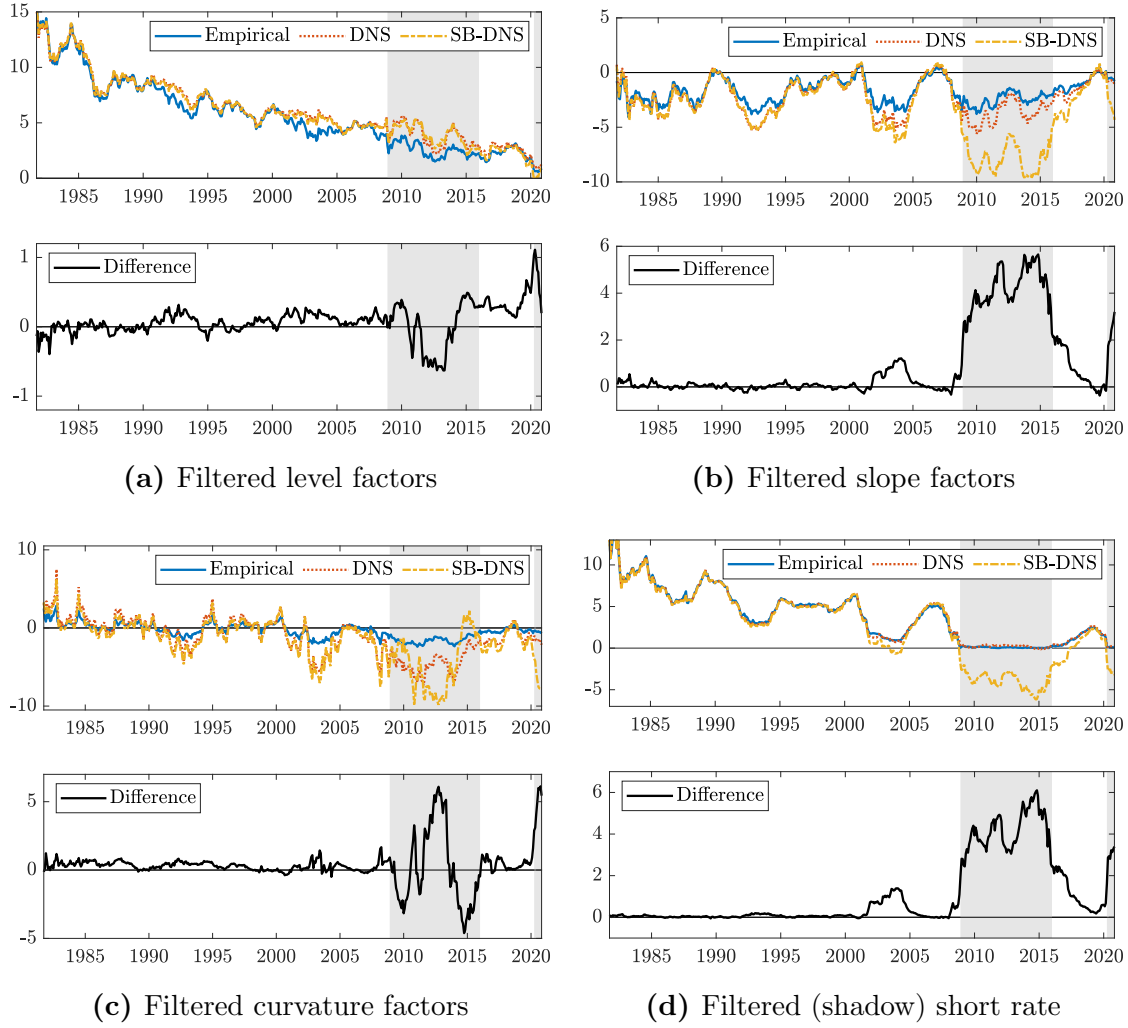 15
10
5
0
Empirical DNS SB-DNS
1985 1990 1995 2000 2005 2010 2015 2020
1
0
-1
Difference
1985 1990 1995 2000 2005 2010 2015 2020
(a) Filtered level factors
5
0
-5
-10
Empirical DNS SB-DNS
1985 1990 1995 2000 2005 2010 2015 2020
6
4
2
0
Difference
1985 1990 1995 2000 2005 2010 2015 2020
(b) Filtered slope factors
10
0
-10
Empirical DNS SB-DNS
1985 1990 1995 2000 2005 2010 2015 2020
5
0
-5
Difference
1985 1990 1995 2000 2005 2010 2015 2020
(c) Filtered curvature factors
10
5
0
-5
Empirical DNS SB-DNS
1985 1990 1995 2000 2005 2010 2015 2020
6
4
2
0
Difference
1985 1990 1995 2000 2005 2010 2015 2020
(d) Filtered (shadow) short rate